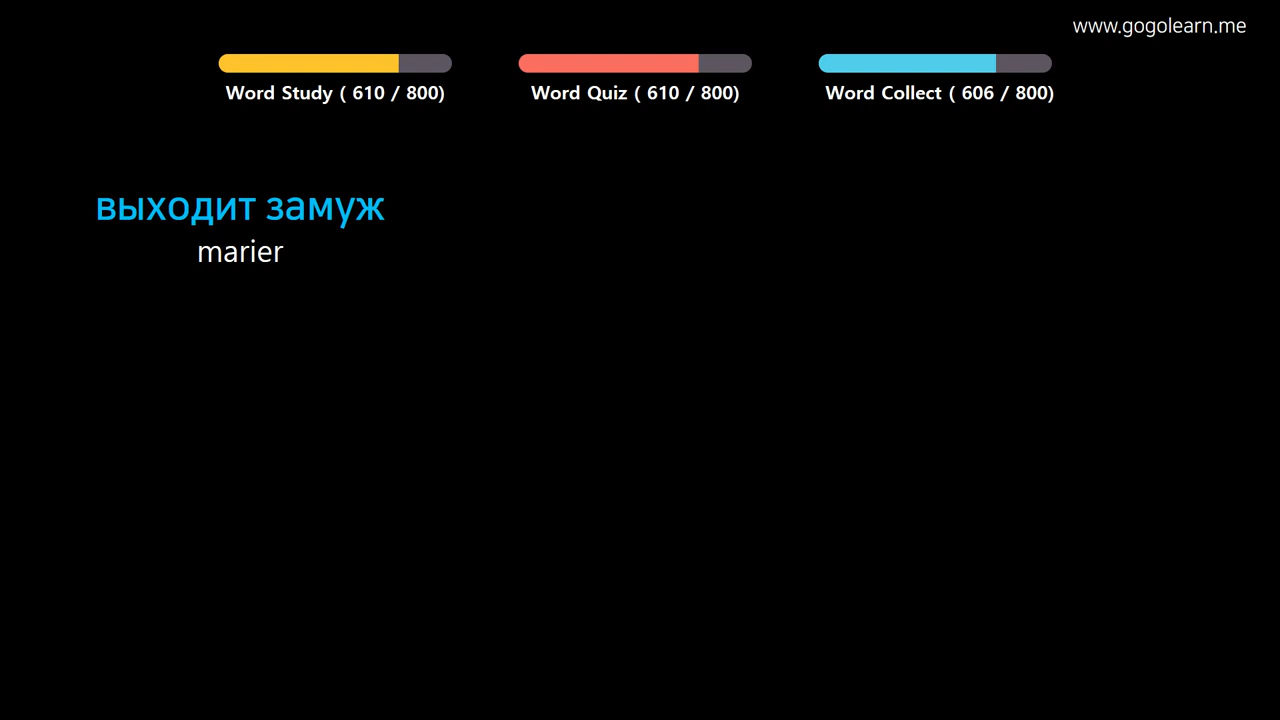 www.gogolearn.me
Word Study ( 610 / 800)
Word Quiz ( 610 / 800)
Word Collect ( 606 / 800)
выходит замуж
marier